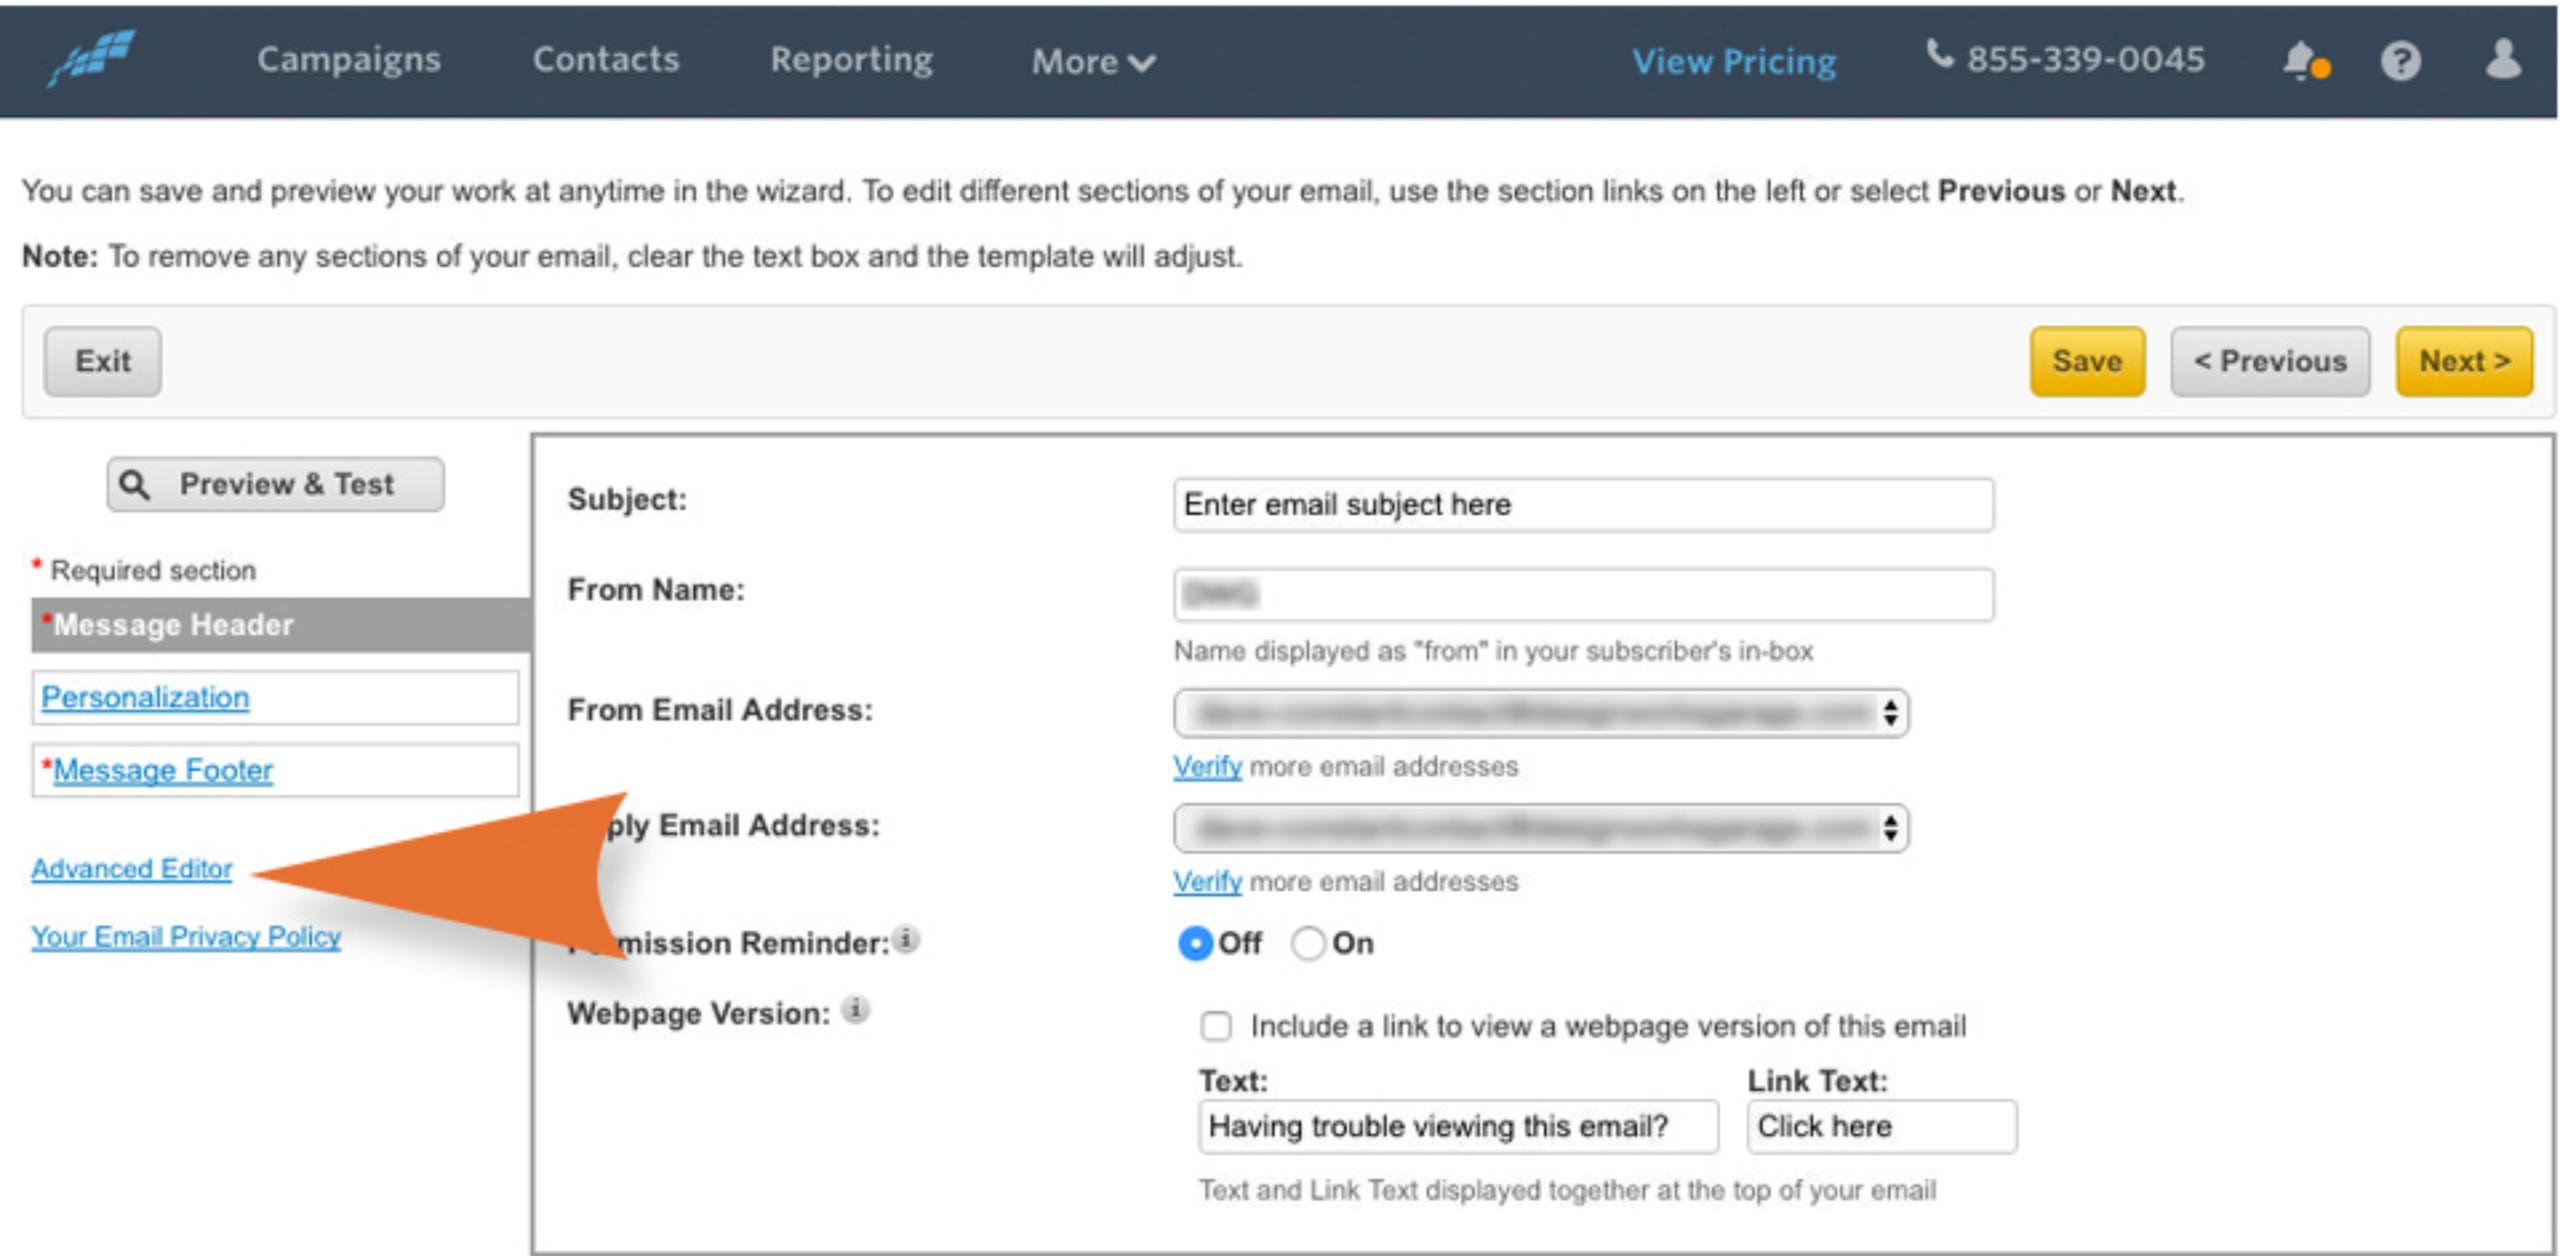 Campaigns Contacts Reporting More View Pricing 855-339-0045
You can save and preview your work at anytime in the wizard. To edit different sections of your email, use the section links on the left or select Previous or Next.
Note: To remove any sections of your email, clear the text box and the template will adjust.
Exit Save < Previous Next >
Preview & Test
* Required section
*Message Header
Personalization
*Message Footer
Advanced Editor
Your Email Privacy Policy
Subject: Enter email subject here
From Name:
Name displayed as "from" in your subscriber's in-box
From Email Address:
Verify more email addresses
ply Email Address:
Verify more email addresses
mission Reminder: i Off On
Webpage Version: i
Include a link to view a webpage version of this email
Text: Link Text:
Having trouble viewing this email? Click here
Text and Link Text displayed together at the top of your email